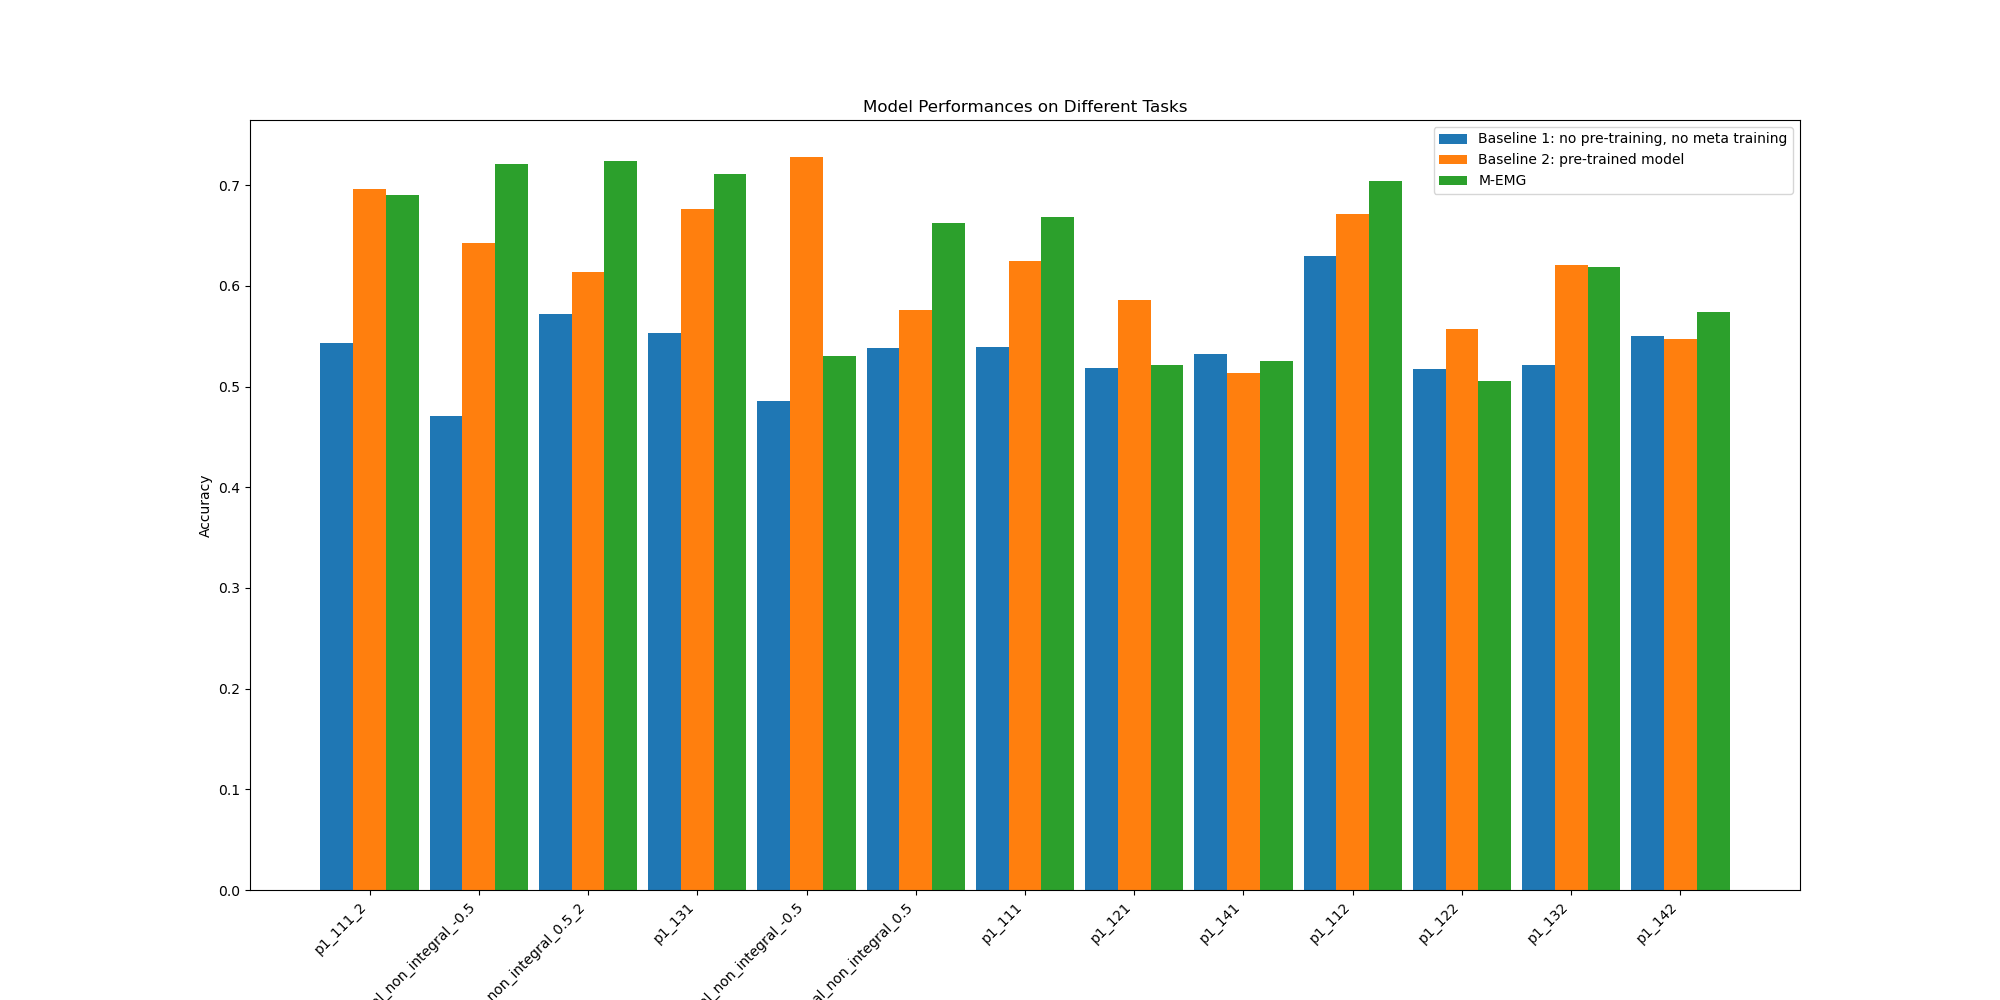 Model Performances on Different Tasks
Baseline 1: no pre-training, no meta training
Baseline 2: pre-trained model
M-EMG
Accuracy
0.7
0.6
0.5
0.4
0.3
0.2
0.1
0.0
p1_111_2
al_non_integral_-0.5
non_integral_0.5_2
p1_131
al_non_integral_-0.5
al_non_integral_0.5
p1_111
p1_121
p1_141
p1_112
p1_122
p1_132
p1_142